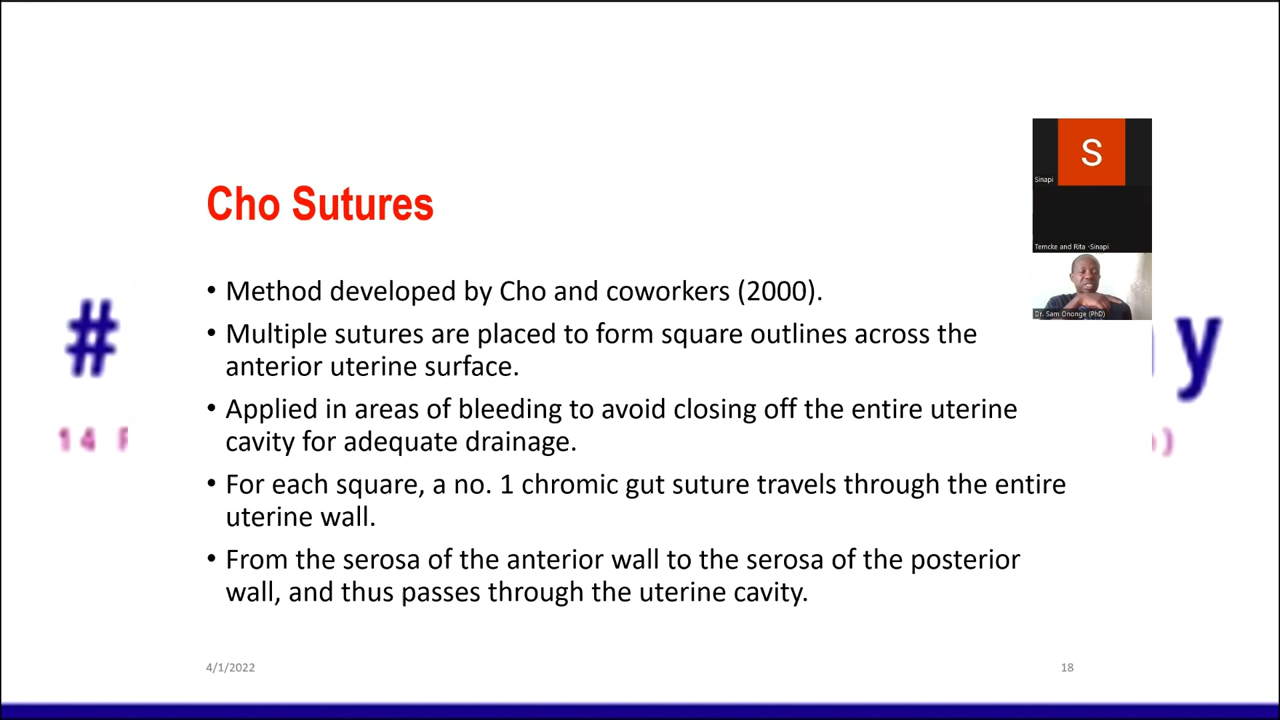 S
Sinapi
Temcke and Rita -Sinapi
Dr. Sam Ononge (PhD)
Cho Sutures
• Method developed by Cho and coworkers (2000).
• Multiple sutures are placed to form square outlines across the
anterior uterine surface.
• Applied in areas of bleeding to avoid closing off the entire uterine
cavity for adequate drainage.
• For each square, a no. 1 chromic gut suture travels through the entire
uterine wall.
• From the serosa of the anterior wall to the serosa of the posterior
wall, and thus passes through the uterine cavity.
#
y
14 F
)
4/1/2022
18